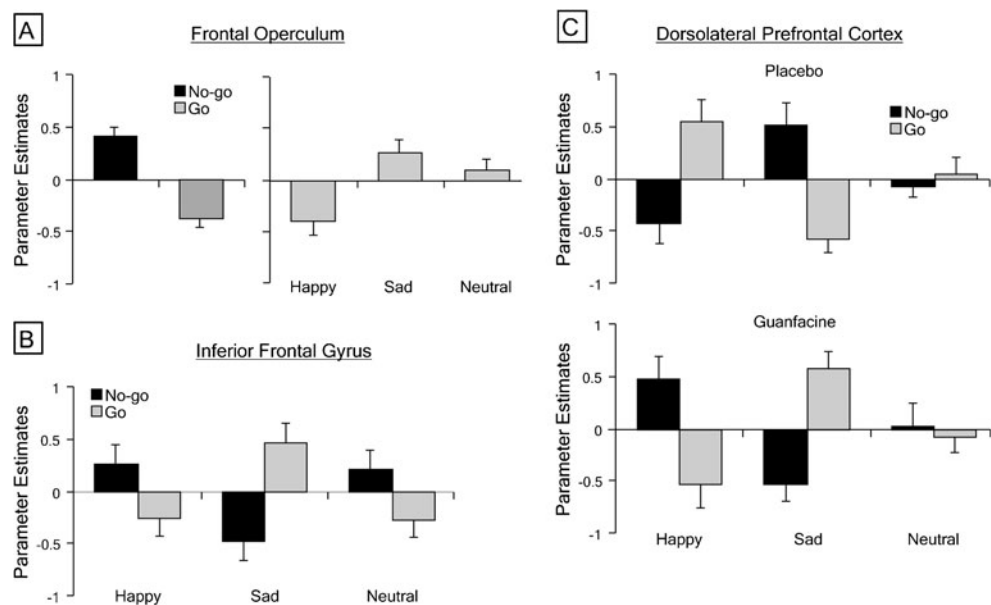 A
Frontal Operculum
Parameter Estimates
1
0.5
0
-0.5
-1
No-go
Go
Happy Sad Neutral
B
Inferior Frontal Gyrus
Parameter Estimates
1
0.5
0
-0.5
-1
No-go
Go
Happy Sad Neutral
C
Dorsolateral Prefrontal Cortex
Placebo
Parameter Estimates
1
0.5
0
-0.5
-1
No-go
Go
Guanfacine
Parameter Estimates
1
0.5
0
-0.5
-1
Happy Sad Neutral